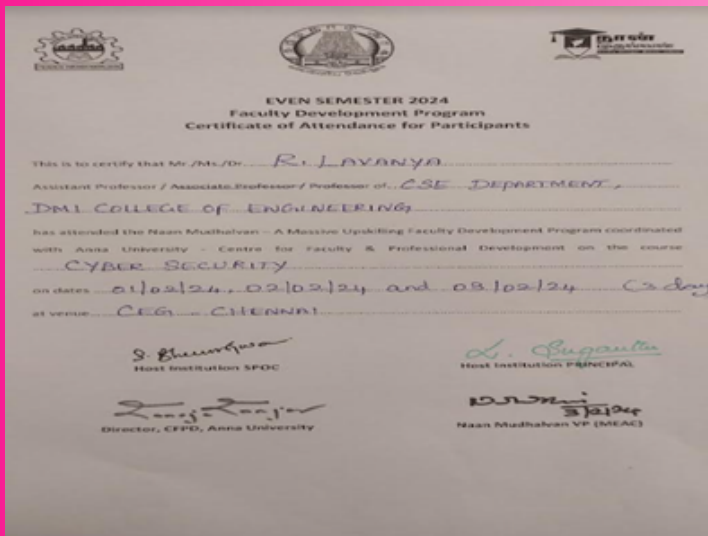 நான்
EVEN SEMESTER 2024
Faculty Development Program
Certificate of Attendance for Participants
This is to certify that Mr /Ms /Dr R. LAVANYA
Assistant Professor / Associate Professor / Professor of CSE DEPARTMENT,
DMI COLLEGE OF ENGINEERING
has attended the Naan Mudhalvan - A Massive Upskilling Faculty Development Program coordinated
with Anna University - Centre for Faculty & Professional Development on the course
CYBER SECURITY
on dates 01/02/24, 02/02/24 and 03/02/24 (3 day
at venue CEG - CHENNAI
Host Institution SPOC
Host Institution PRINCIPAL
3/2/24
Director, CFPD, Anna University
Naan Mudhalvan VP (MEAC)